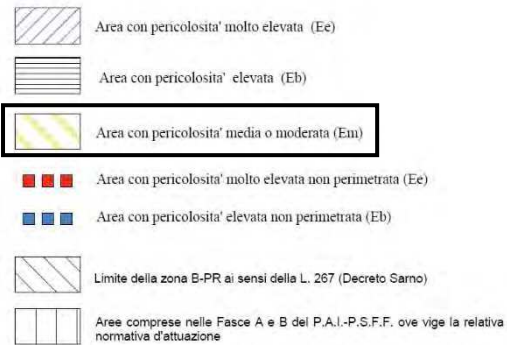 Area con pericolosita' molto elevata (Ee)
Area con pericolosita' elevata (Eb)
Area con pericolosita' media o moderata (Em)
Area con pericolosita' molto elevata non perimetrata (Ee)
Area con pericolosita' elevata non perimetrata (Eb)
Limite della zona B-PR ai sensi della L. 267 (Decreto Sarno)
Aree comprese nelle Fasce A e B del P.A.I.-P.S.F.F. ove vige la relativa
normativa d'attuazione